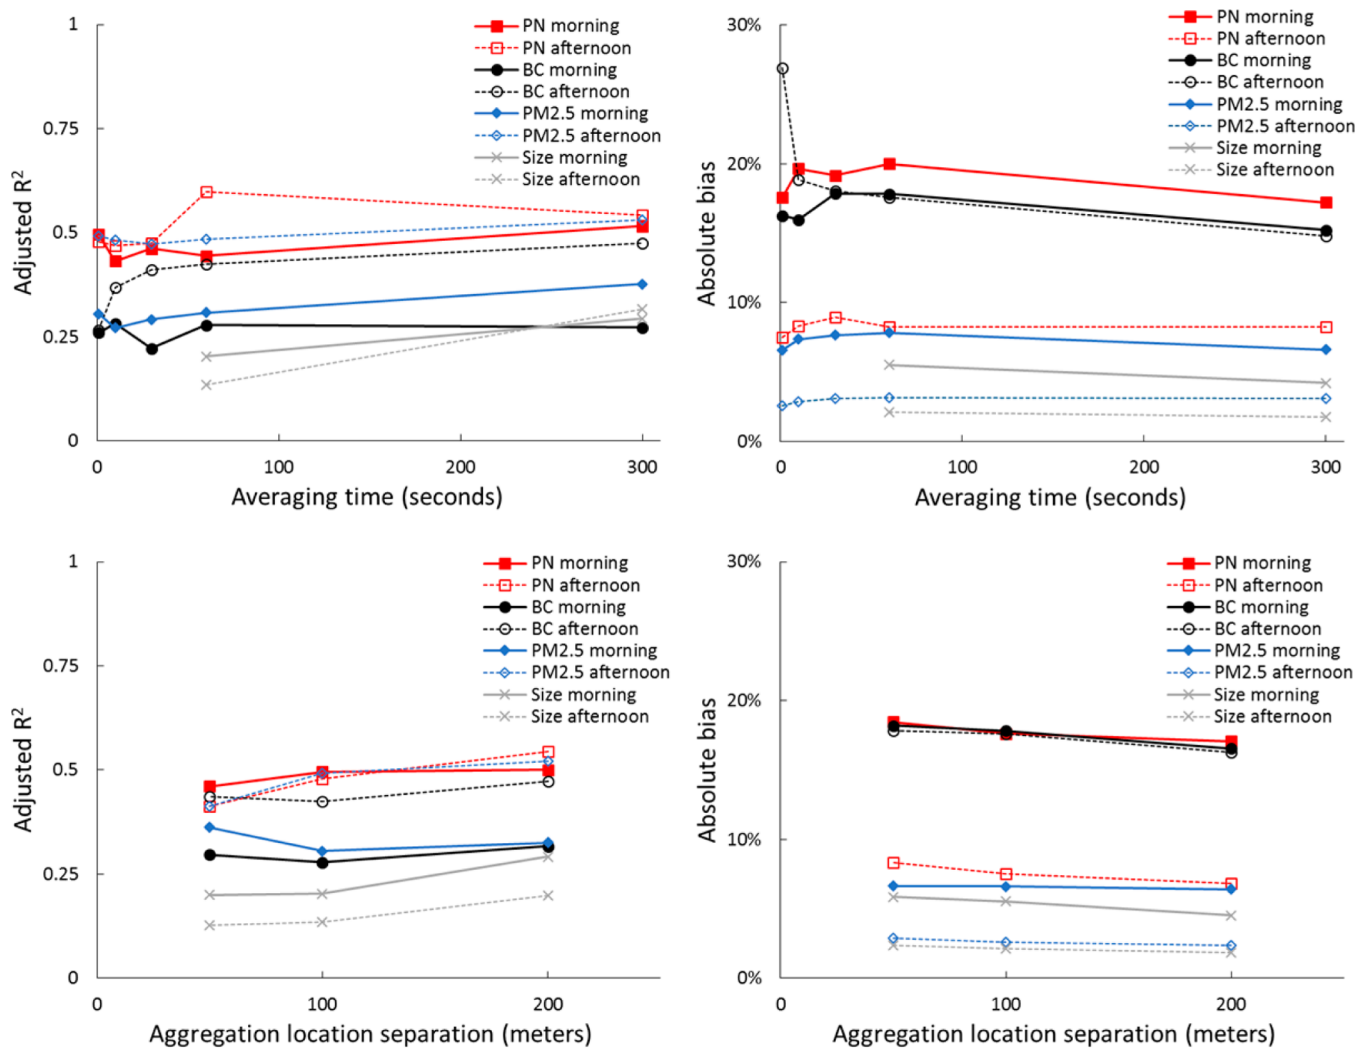 1
0.75
0.5
0.25
0
Adjusted R²
0
100
200
300
Averaging time (seconds)
PN morning
PN afternoon
BC morning
BC afternoon
PM2.5 morning
PM2.5 afternoon
Size morning
Size afternoon
30%
20%
10%
0%
Absolute bias
0
100
200
300
Averaging time (seconds)
PN morning
PN afternoon
BC morning
BC afternoon
PM2.5 morning
PM2.5 afternoon
Size morning
Size afternoon
1
0.75
0.5
0.25
0
Adjusted R²
0
100
200
Aggregation location separation (meters)
PN morning
PN afternoon
BC morning
BC afternoon
PM2.5 morning
PM2.5 afternoon
Size morning
Size afternoon
30%
20%
10%
0%
Absolute bias
0
100
200
Aggregation location separation (meters)
PN morning
PN afternoon
BC morning
BC afternoon
PM2.5 morning
PM2.5 afternoon
Size morning
Size afternoon